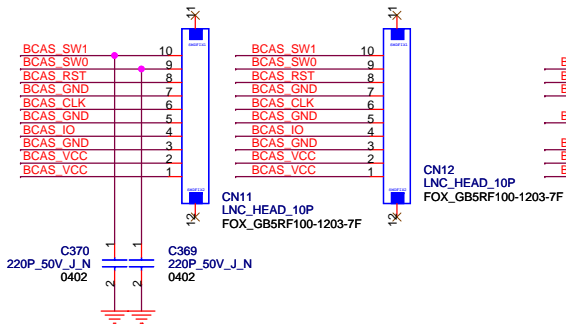 11
BCAS_SW1 10
BCAS_SW0 9
BCAS_RST 8
BCAS_GND 7
BCAS_CLK 6
BCAS_GND 5
BCAS_IO 4
BCAS_GND 3
BCAS_VCC 2
BCAS_VCC 1
12
CN11
LNC_HEAD_10P
FOX_GB5RF100-1203-7F
11
BCAS_SW1 10
BCAS_SW0 9
BCAS_RST 8
BCAS_GND 7
BCAS_CLK 6
BCAS_GND 5
BCAS_IO 4
BCAS_GND 3
BCAS_VCC 2
BCAS_VCC 1
12
CN12
LNC_HEAD_10P
FOX_GB5RF100-1203-7F
C370
220P_50V_J_N
0402
1
2
C369
220P_50V_J_N
0402
1
2
B
B
B
B
B
B
B